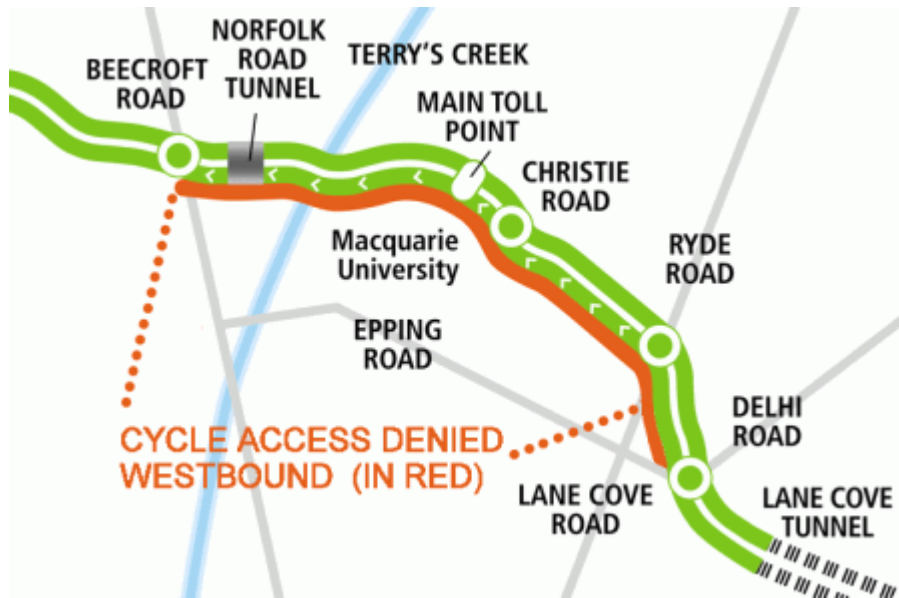 NORFOLK
ROAD
TUNNEL
BEECROFT
ROAD
TERRY'S CREEK
MAIN TOLL
POINT
CHRISTIE
ROAD
RYDE
ROAD
Macquarie
University
EPPING
ROAD
DELHI
ROAD
CYCLE ACCESS DENIED
WESTBOUND (IN RED)
LANE COVE
ROAD
LANE COVE
TUNNEL